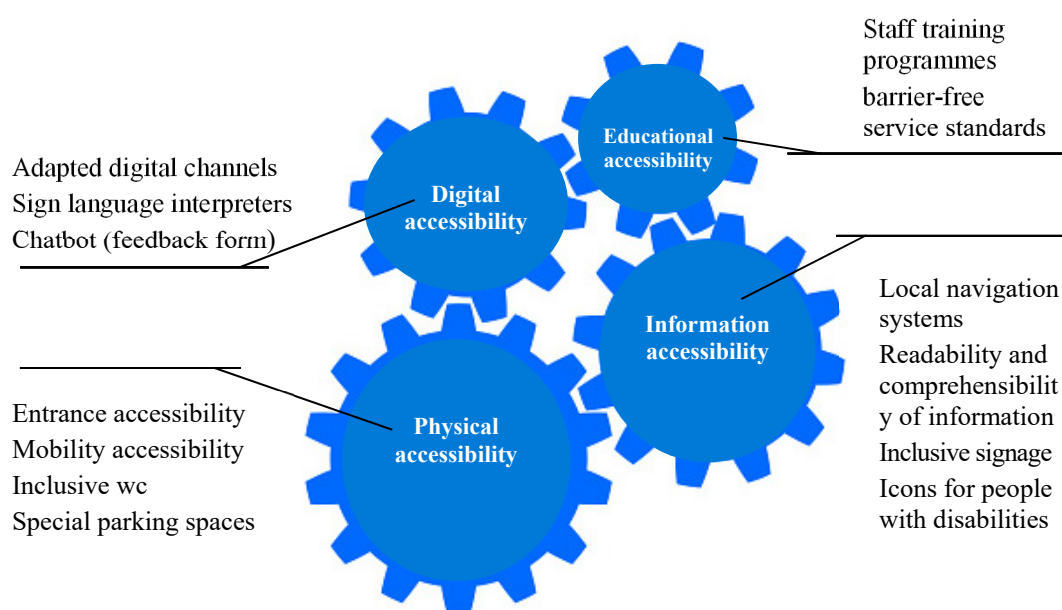 Staff training
programmes
barrier-free
service standards
Educational
accessibility
Adapted digital channels
Sign language interpreters
Chatbot (feedback form)
Digital
accessibility
Information
accessibility
Local navigation
systems
Readability and
comprehensibilit
y of information
Inclusive signage
Icons for people
with disabilities
Physical
accessibility
Entrance accessibility
Mobility accessibility
Inclusive wc
Special parking spaces